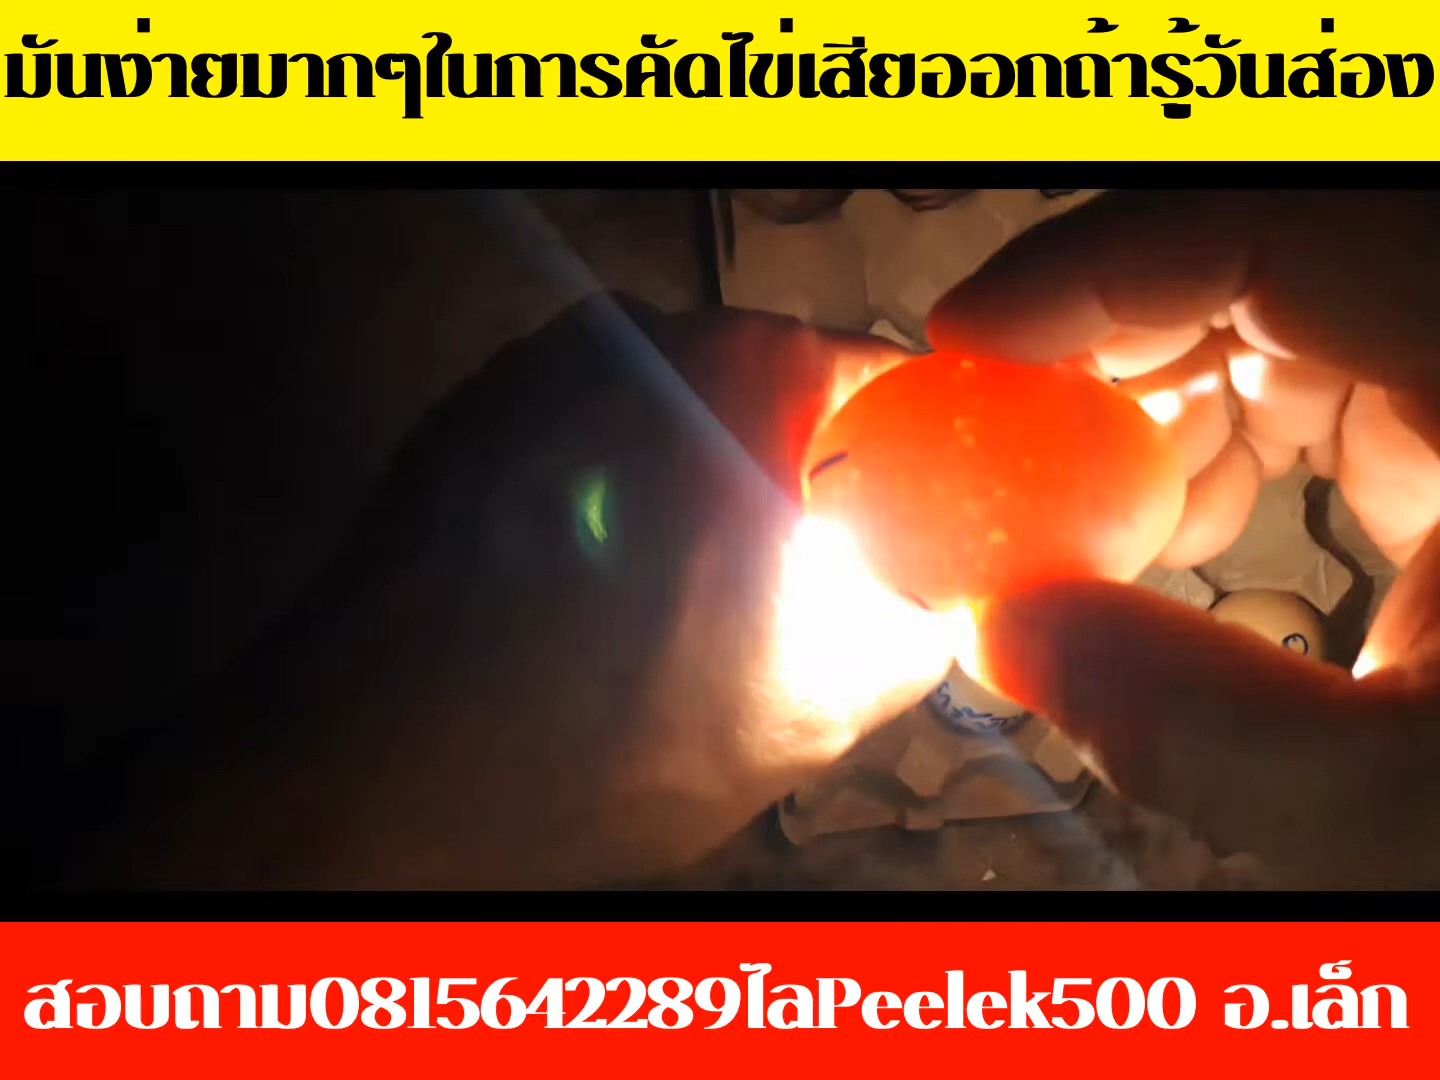 มันง่ายมากๆในการคัดไข่เสียออกถ้ารู้วันส่อง
สอบถาม0815642289ไลPeelek500 อ.เล็ก